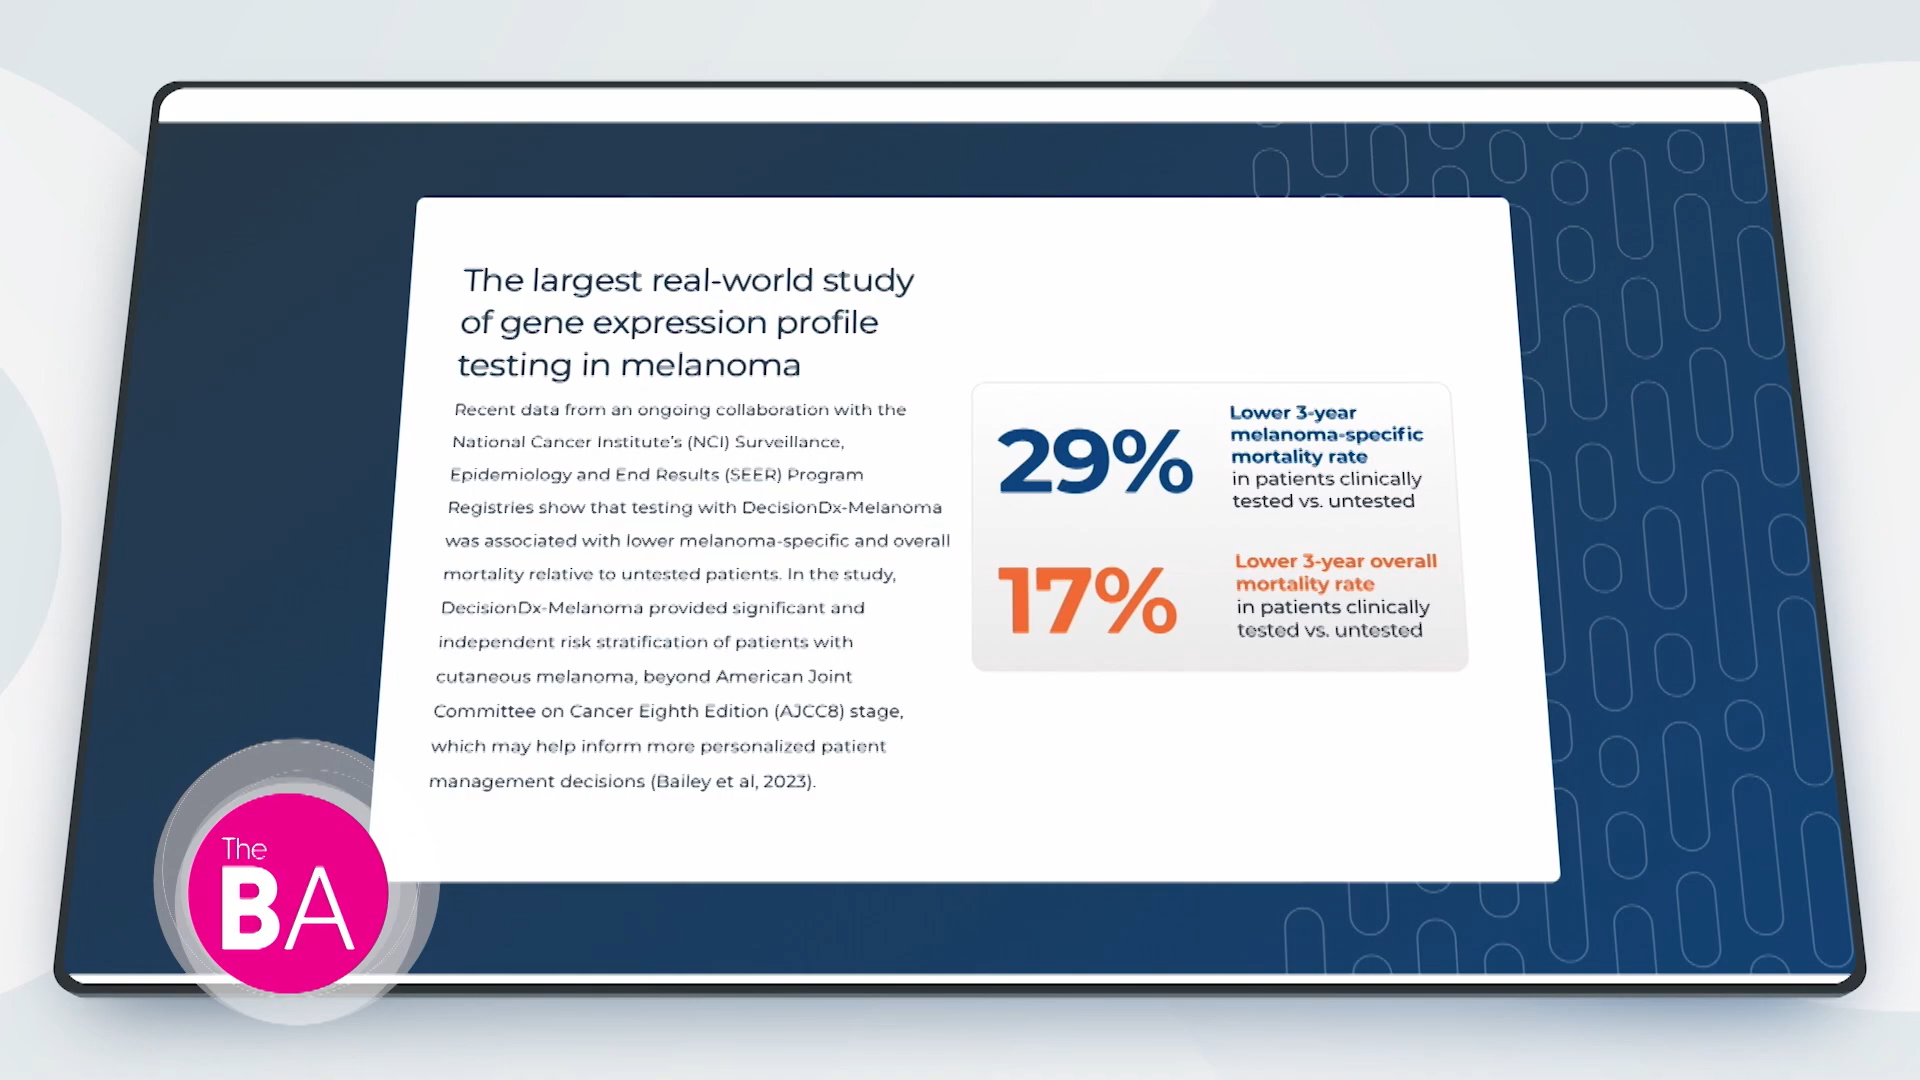 The largest real-world study
of gene expression profile
testing in melanoma
Recent data from an ongoing collaboration with the
National Cancer Institute's (NCI) Surveillance,
Epidemiology and End Results (SEER) Program
Registries show that testing with DecisionDx-Melanoma
was associated with lower melanoma-specific and overall
mortality relative to untested patients. In the study,
DecisionDx-Melanoma provided significant and
independent risk stratification of patients with
cutaneous melanoma, beyond American Joint
Committee on Cancer Eighth Edition (AJCC8) stage,
which may help inform more personalized patient
management decisions (Bailey et al, 2023).
29%
Lower 3-year
melanoma-specific
mortality rate
in patients clinically
tested vs. untested
17%
Lower 3-year overall
mortality rate
in patients clinically
tested vs. untested
The
BA